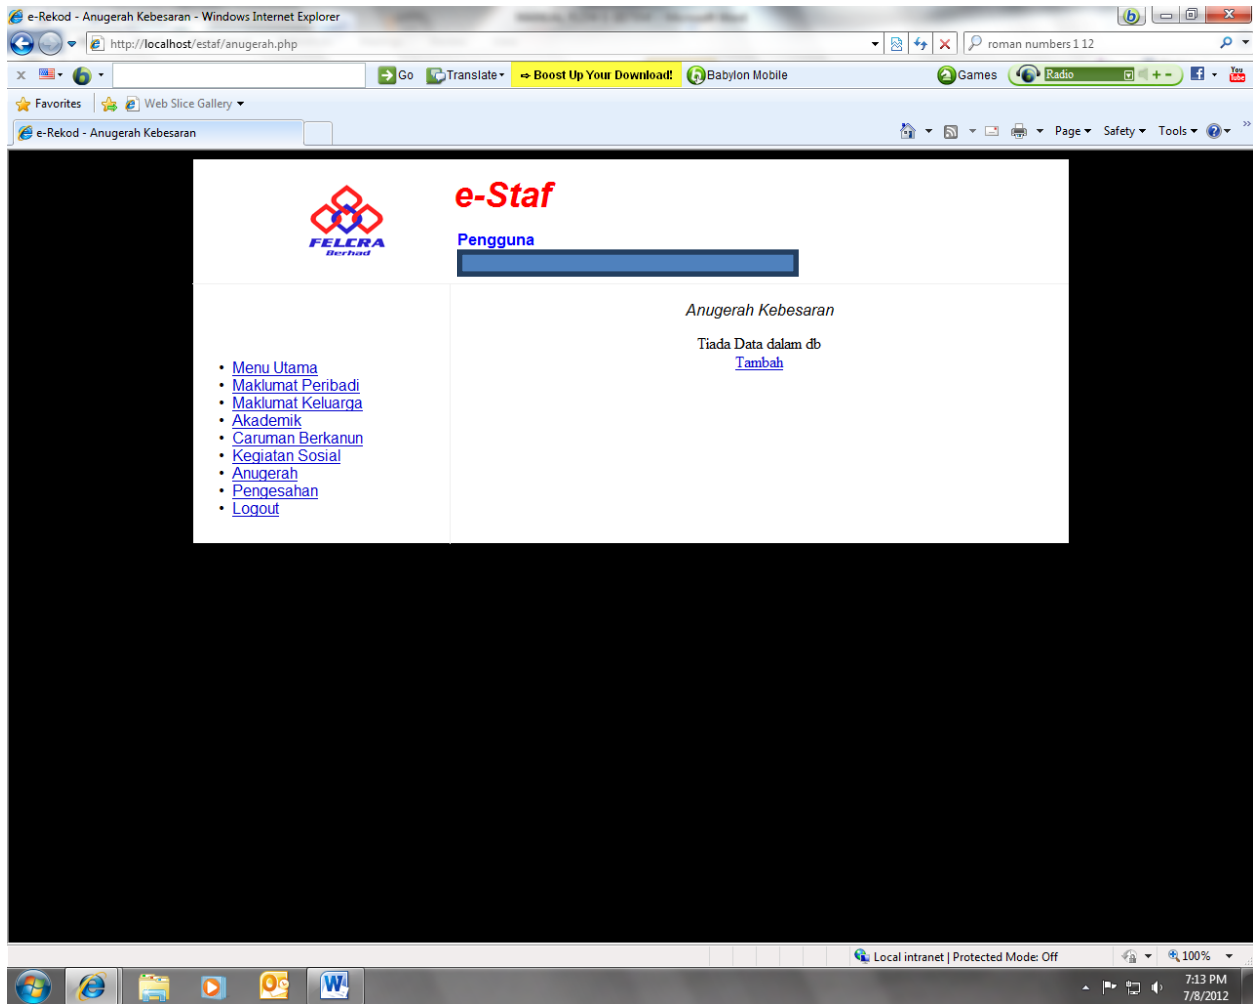 e-Rekod - Anugerah Kebesaran - Windows Internet Explorer
http://localhost/estaf/anugerah.php
roman numbers 1 12
x
Go
Translate
⇨ Boost Up Your Download!
Babylon Mobile
Games
Radio
You Tube
Favorites
Web Slice Gallery
e-Rekod - Anugerah Kebesaran
Page
Safety
Tools
»
FELCRA
Berhad
e-Staf
Pengguna
Anugerah Kebesaran
Tiada Data dalam db
Tambah
• Menu Utama
• Maklumat Peribadi
• Maklumat Keluarga
• Akademik
• Caruman Berkanun
• Kegiatan Sosial
• Anugerah
• Pengesahan
• Logout
Local intranet | Protected Mode: Off
100%
7:13 PM
7/8/2012